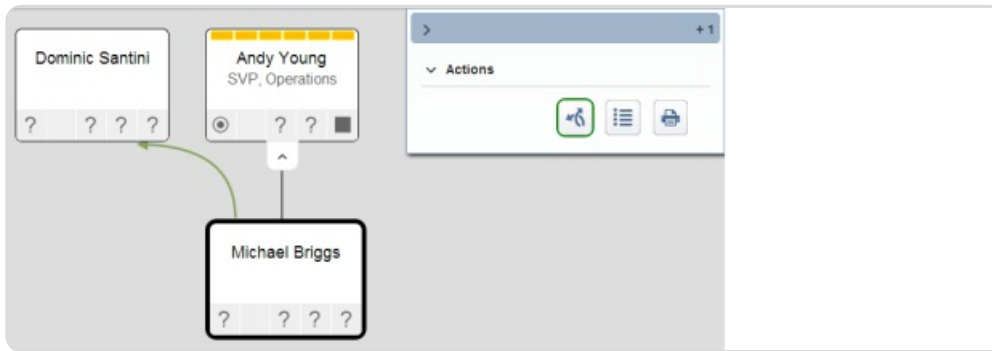 Dominic Santini
? ? ? ?
Andy Young
SVP, Operations
? ?
+ 1
Actions
Michael Briggs
? ? ? ?